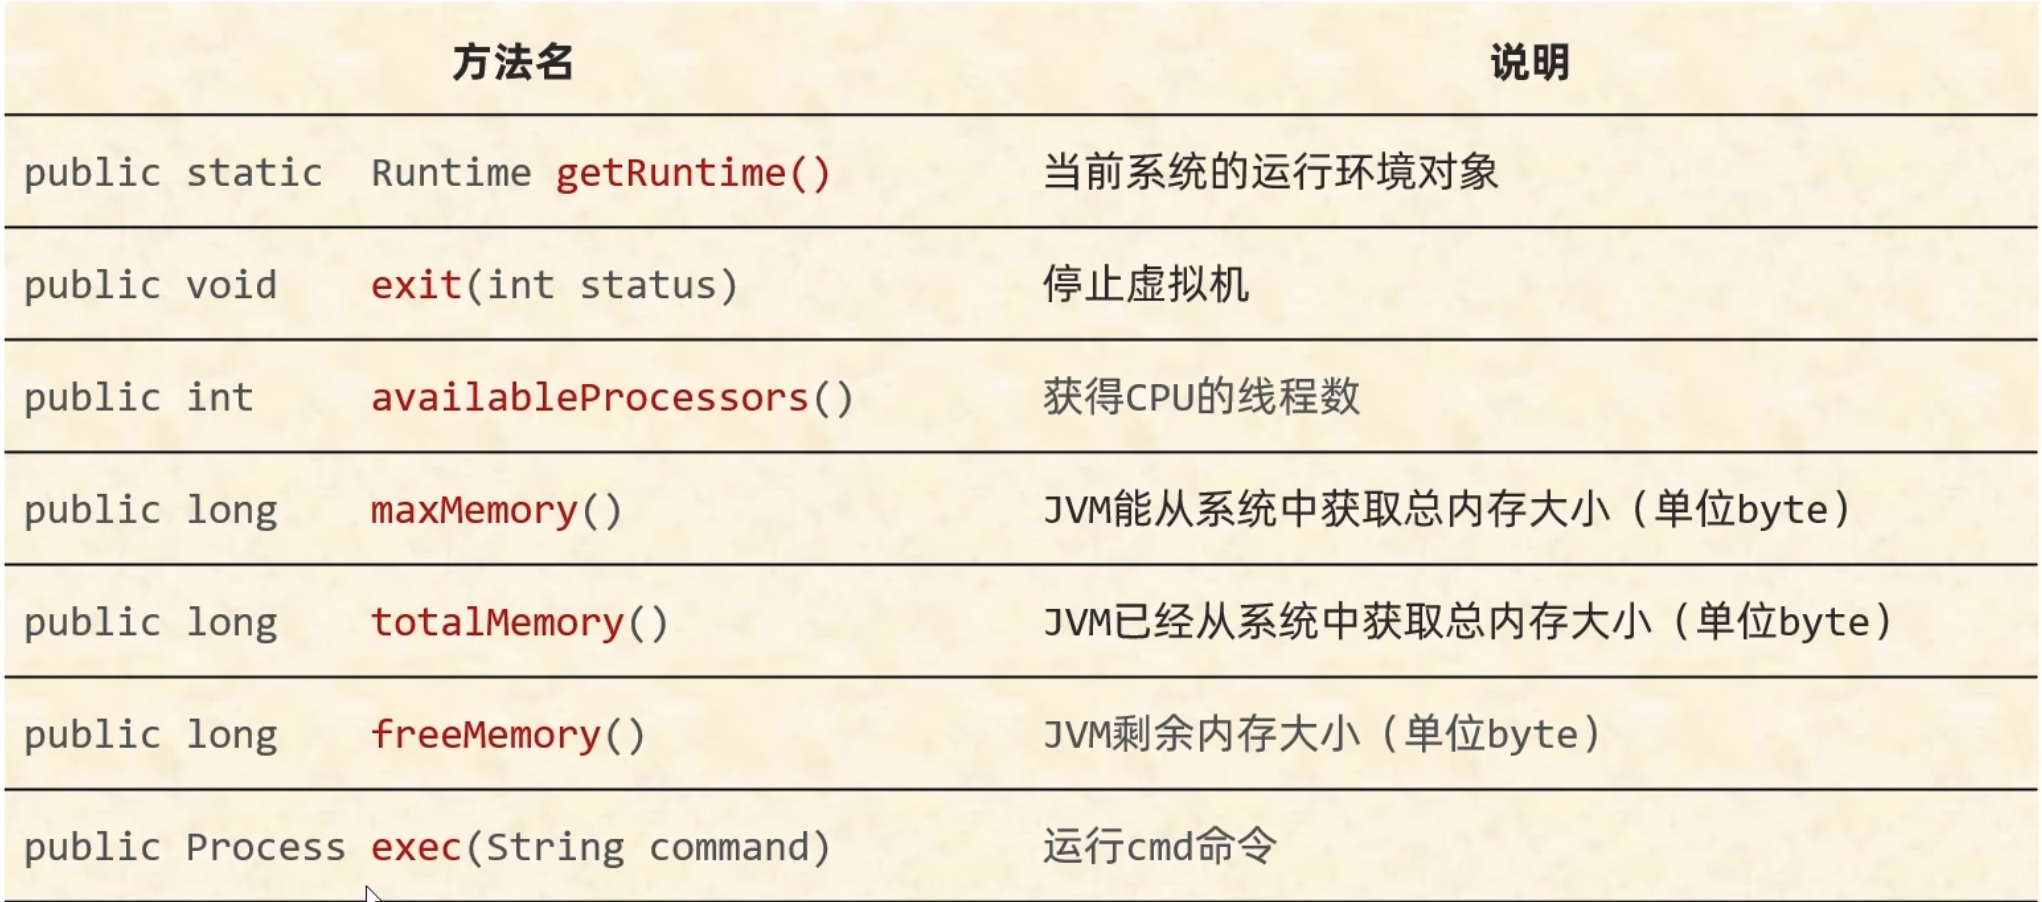 方法名 说明
public static Runtime getRuntime() 当前系统的运行环境对象
public void exit(int status) 停止虚拟机
public int availableProcessors() 获得CPU的线程数
public long maxMemory() JVM能从系统中获取总内存大小（单位byte）
public long totalMemory() JVM已经从系统中获取总内存大小（单位byte）
public long freeMemory() JVM剩余内存大小（单位byte）
public Process exec(String command) 运行cmd命令